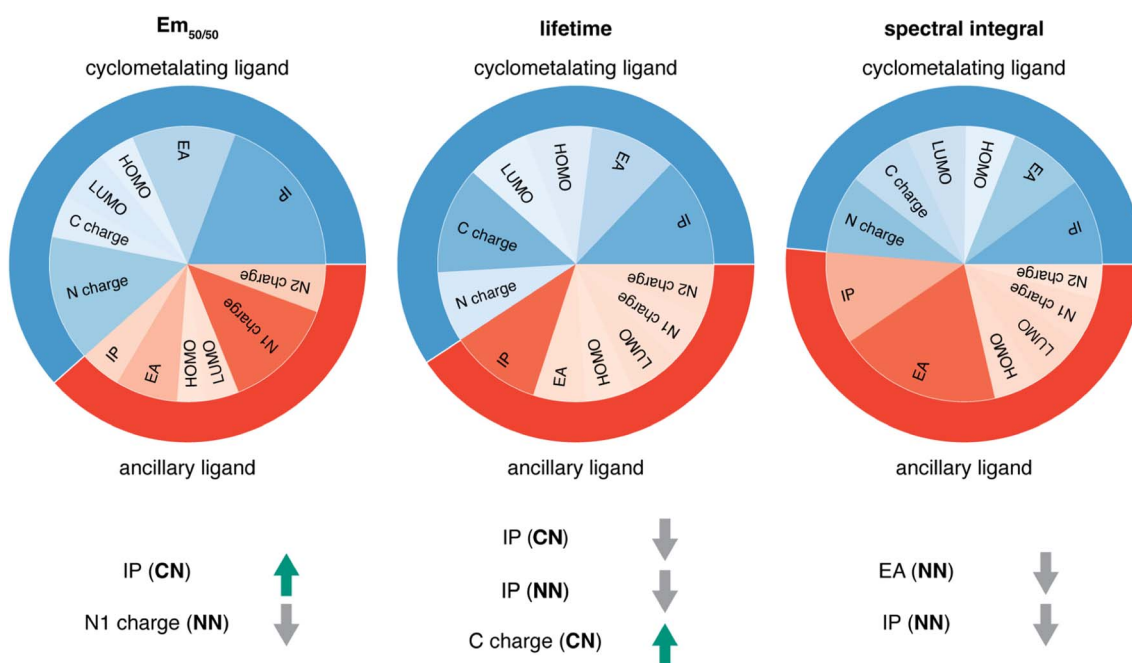 Em50/50
cyclometalating ligand
EA
IP
HOMO
LUMO
C charge
N charge
IP
EA
HOMO
LUMO
N1 charge
N2 charge
ancillary ligand
IP (CN)
N1 charge (NN)
lifetime
cyclometalating ligand
HOMO
EA
LUMO
IP
C charge
N charge
IP
EA
HOMO
LUMO
N1 charge
N2 charge
ancillary ligand
IP (CN)
IP (NN)
C charge (CN)
spectral integral
cyclometalating ligand
LUMO
HOMO
EA
C charge
IP
N charge
IP
EA
HOMO
LUMO
N1 charge
N2 charge
ancillary ligand
EA (NN)
IP (NN)